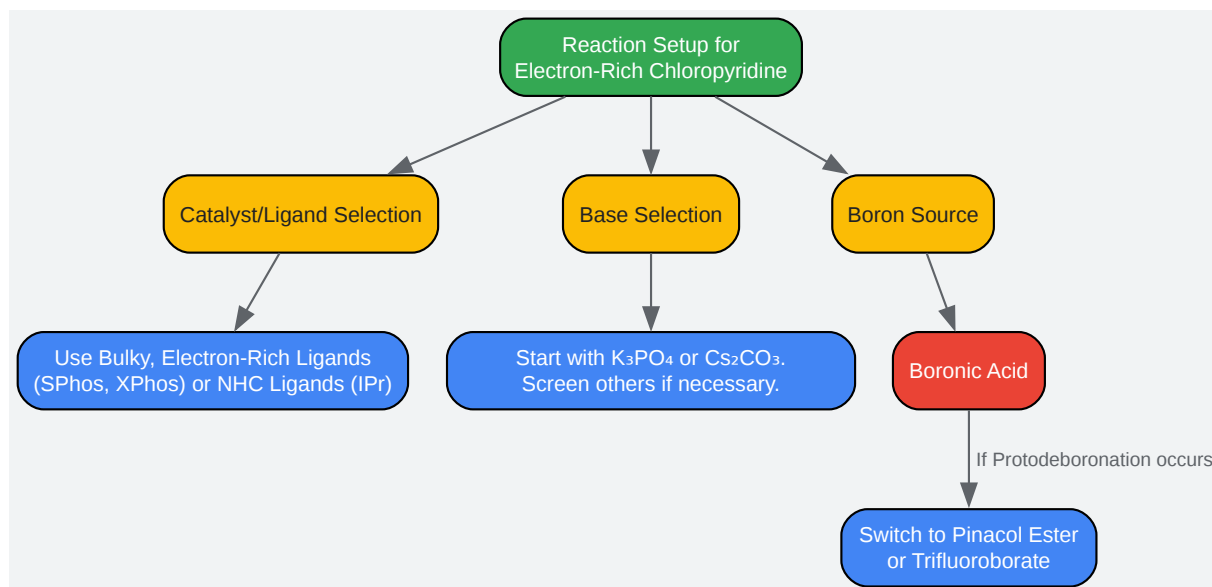 Reaction Setup for
Electron-Rich Chloropyridine
Catalyst/Ligand Selection
Base Selection
Boron Source
Use Bulky, Electron-Rich Ligands
(SPhos, XPhos) or NHC Ligands (IPr)
Start with K₃PO₄ or Cs₂CO₃.
Screen others if necessary.
Boronic Acid
If Protodeboronation occurs
Switch to Pinacol Ester
or Trifluoroborate